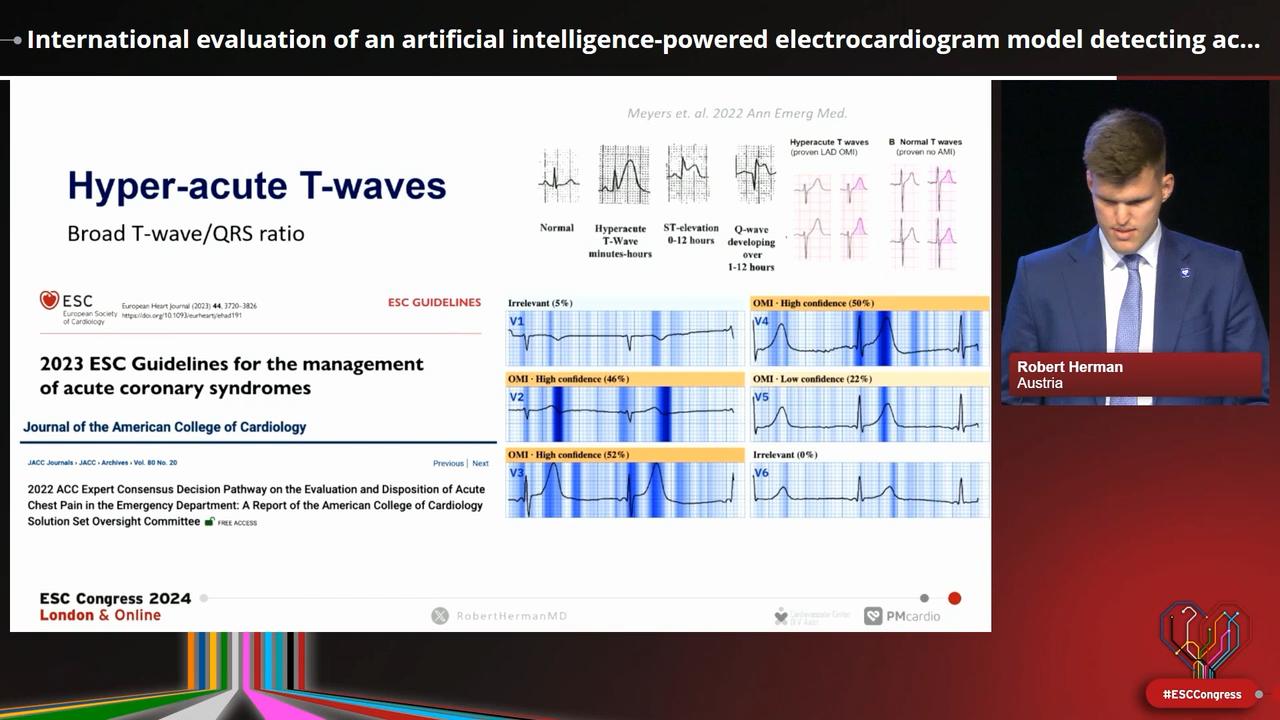 International evaluation of an artificial intelligence-powered electrocardiogram model detecting ac...
Meyers et. al. 2022 Ann Emerg Med.
Hyper-acute T-waves
Broad T-wave/QRS ratio
Normal
Hyperacute
T-Wave
minutes-hours
ST-elevation
0-12 hours
Q-wave
developing
over
1-12 hours
Hyperacute T waves
(proven LAD OMI)
B Normal T waves
(proven no AMI)
ESC
European Society
of Cardiology
European Heart Journal (2023) 44, 3720–3826
https://doi.org/10.1093/eurheartj/ehad191
ESC GUIDELINES
2023 ESC Guidelines for the management
of acute coronary syndromes
Journal of the American College of Cardiology
JACC Journals › JACC › Archives › Vol. 80 No. 20
Previous | Next
2022 ACC Expert Consensus Decision Pathway on the Evaluation and Disposition of Acute
Chest Pain in the Emergency Department: A Report of the American College of Cardiology
Solution Set Oversight Committee FREE ACCESS
Irrelevant (5%)
V1
OMI · High confidence (46%)
V2
OMI · High confidence (52%)
V3
OMI · High confidence (50%)
V4
OMI · Low confidence (22%)
V5
Irrelevant (0%)
V6
ESC Congress 2024
London & Online
RobertHermanMD
Cardiovascular Center
PMcardio
Robert Herman
Austria
#ESCCongress